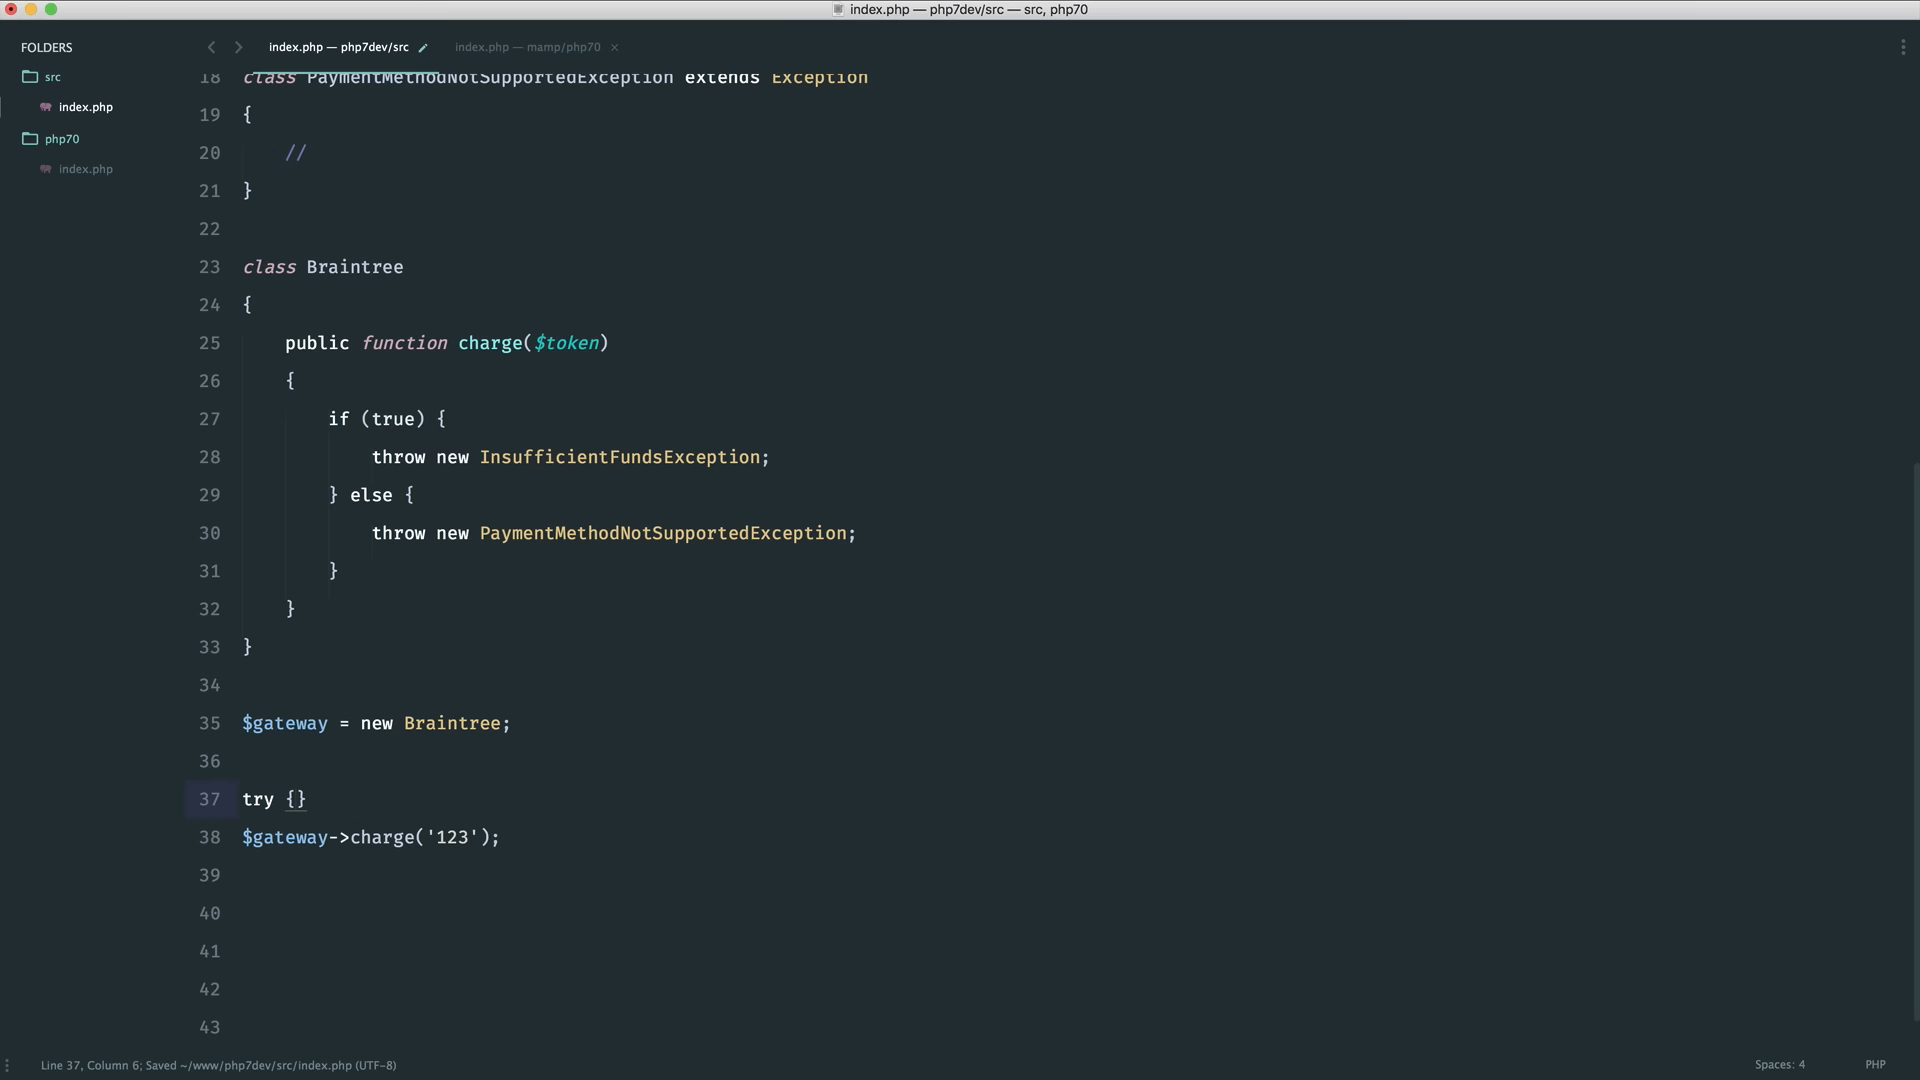 index.php — php7dev/src — src, php70
FOLDERS
src
index.php
php70
index.php
index.php — php7dev/src
index.php — mamp/php70
18 class PaymentMethodNotSupportedException extends Exception
19 {
20     //
21 }
22
23 class Braintree
24 {
25     public function charge($token)
26     {
27         if (true) {
28             throw new InsufficientFundsException;
29         } else {
30             throw new PaymentMethodNotSupportedException;
31         }
32     }
33 }
34
35 $gateway = new Braintree;
36
37 try {}
38 $gateway->charge('123');
39
40
41
42
43
Line 37, Column 6; Saved ~/www/php7dev/src/index.php (UTF-8)
Spaces: 4
PHP